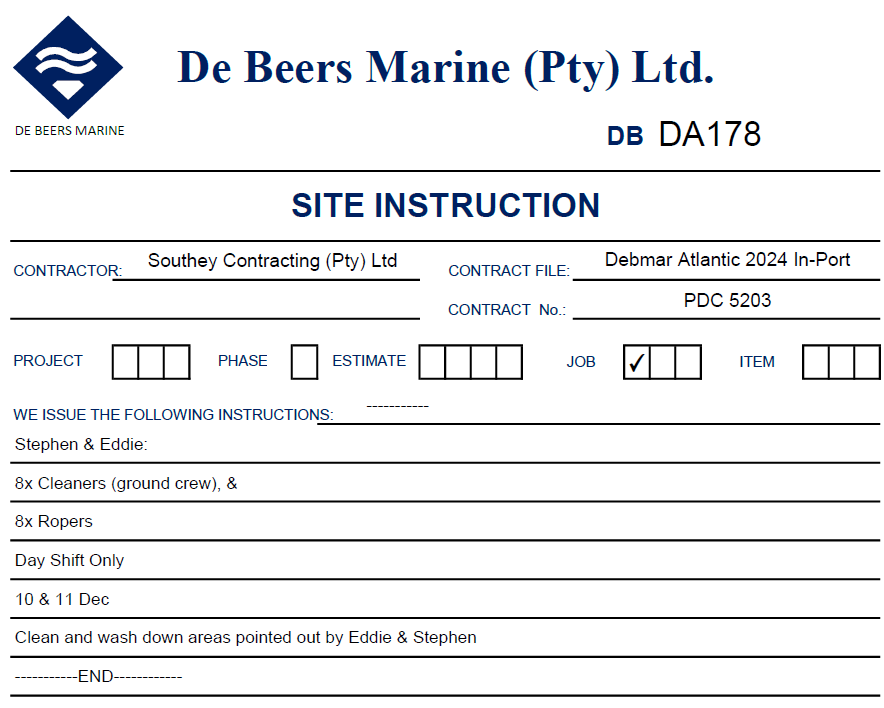 De Beers Marine (Pty) Ltd.
DE BEERS MARINE
DB DA178
SITE INSTRUCTION
CONTRACTOR: Southey Contracting (Pty) Ltd
CONTRACT FILE: Debmar Atlantic 2024 In-Port
CONTRACT No.: PDC 5203
PROJECT PHASE ESTIMATE JOB ✓ ITEM
WE ISSUE THE FOLLOWING INSTRUCTIONS: -----------
Stephen & Eddie:
8x Cleaners (ground crew), &
8x Ropers
Day Shift Only
10 & 11 Dec
Clean and wash down areas pointed out by Eddie & Stephen
-----------END------------